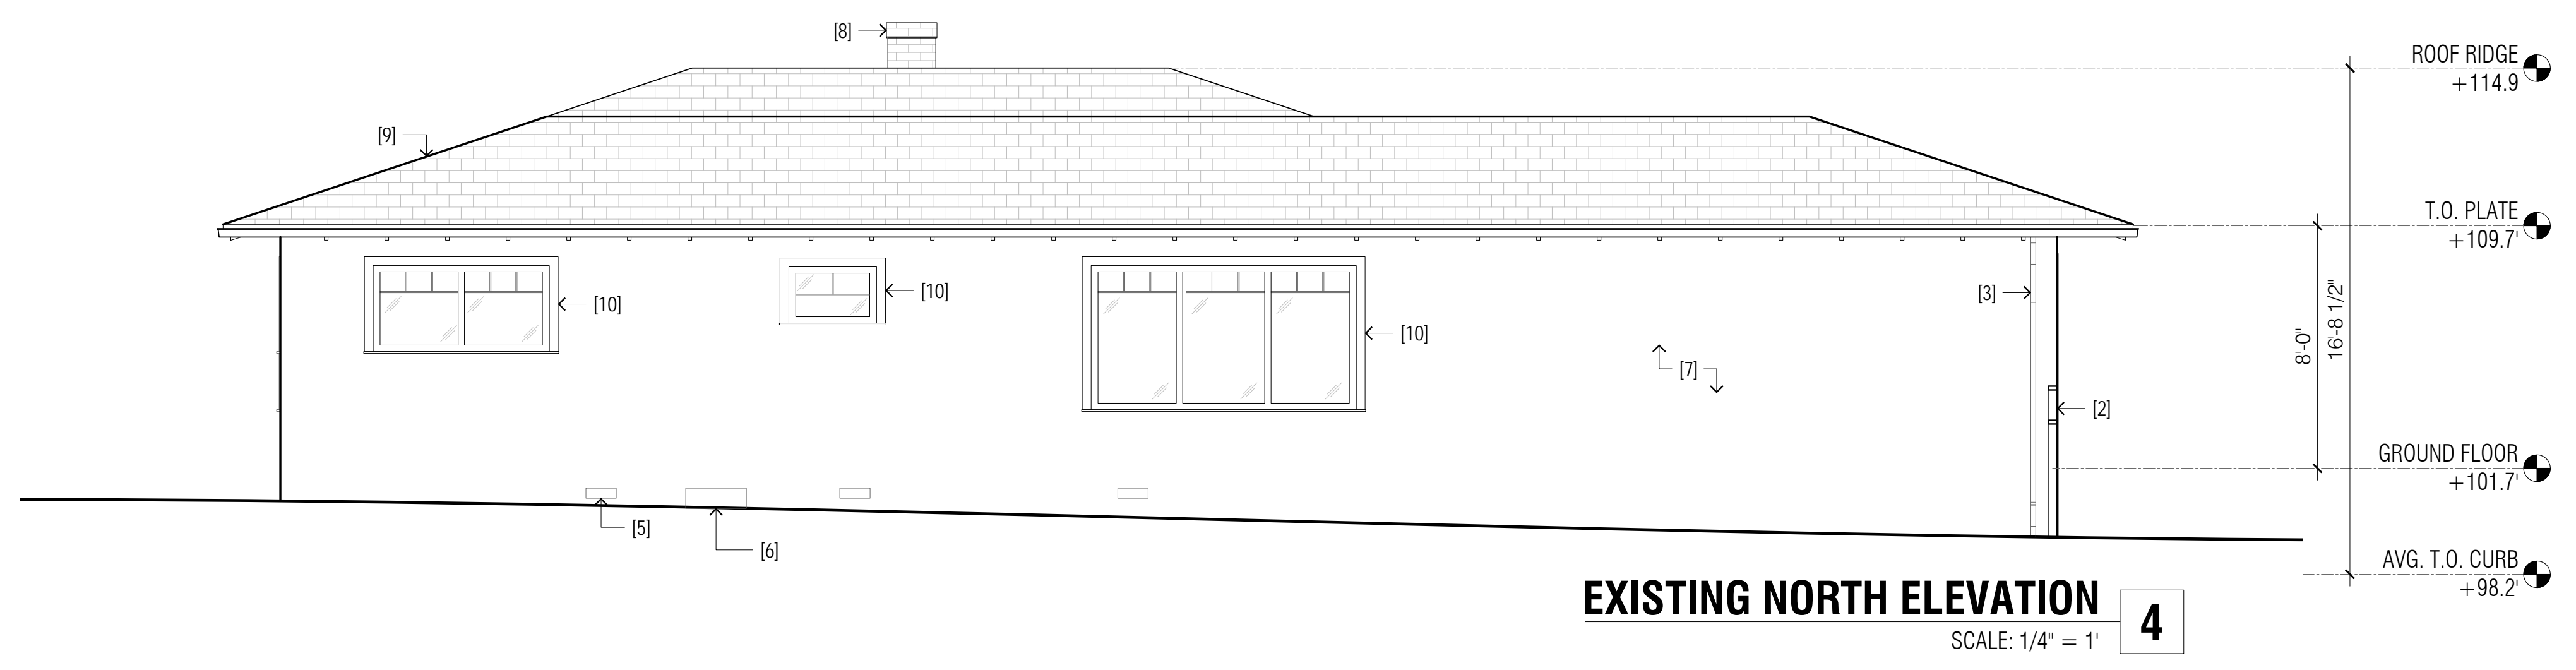 [8]
ROOF RIDGE
+114.9
[9]
T.O. PLATE
+109.7'
[10]
[10]
[10]
[3]
8'-0"
16'-8 1/2"
[7]
[2]
GROUND FLOOR
+101.7'
[5]
[6]
AVG. T.O. CURB
+98.2'
EXISTING NORTH ELEVATION
4
SCALE: 1/4" = 1'